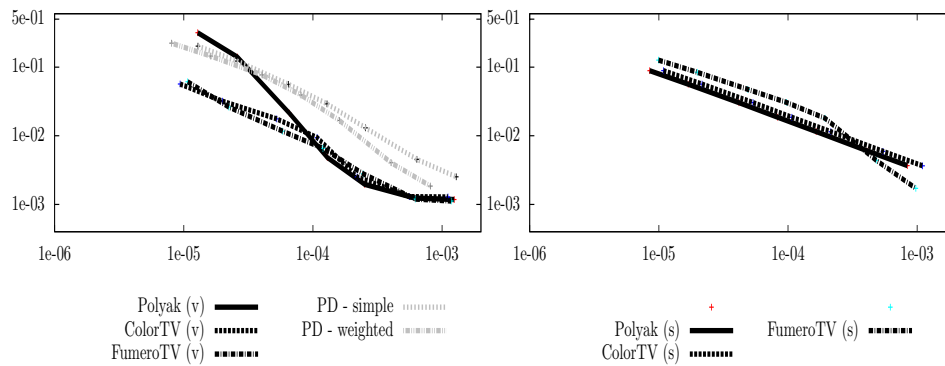 5e-01
1e-01
1e-02
1e-03
1e-06 1e-05 1e-04 1e-03
Polyak (v) PD - simple
ColorTV (v) PD - weighted
FumeroTV (v)
5e-01
1e-01
1e-02
1e-03
1e-06 1e-05 1e-04 1e-03
Polyak (s) FumeroTV (s)
ColorTV (s)